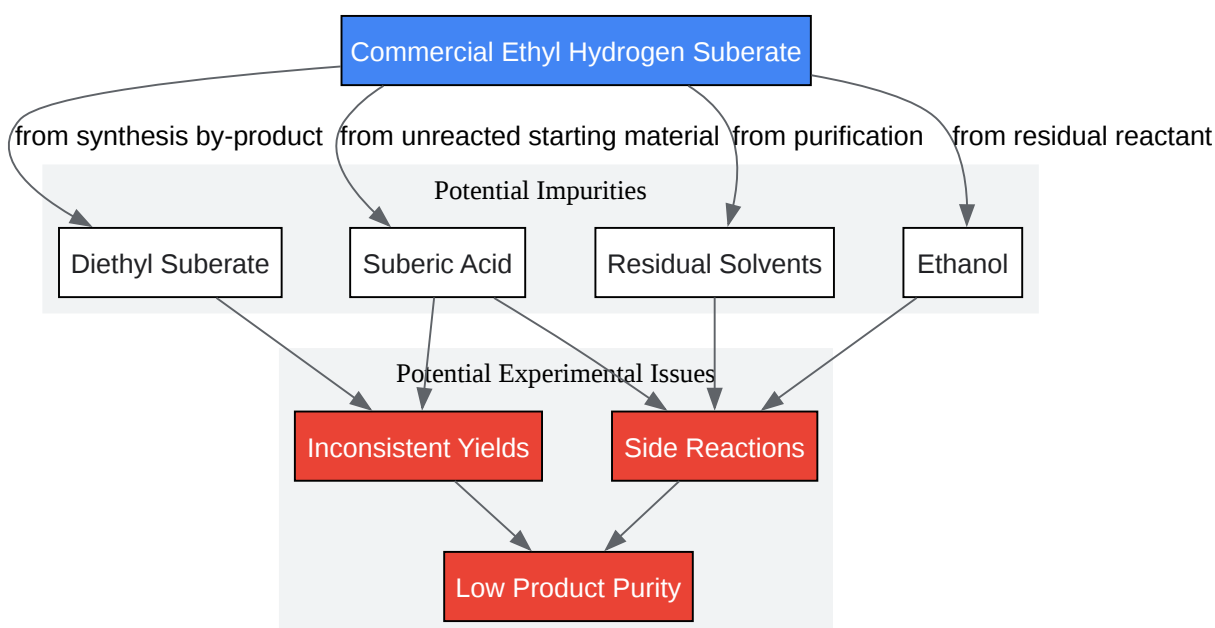 Commercial Ethyl Hydrogen Suberate
from synthesis by-product
from unreacted starting material
from purification
from residual reactant
Potential Impurities
Diethyl Suberate
Suberic Acid
Residual Solvents
Ethanol
Potential Experimental Issues
Inconsistent Yields
Side Reactions
Low Product Purity